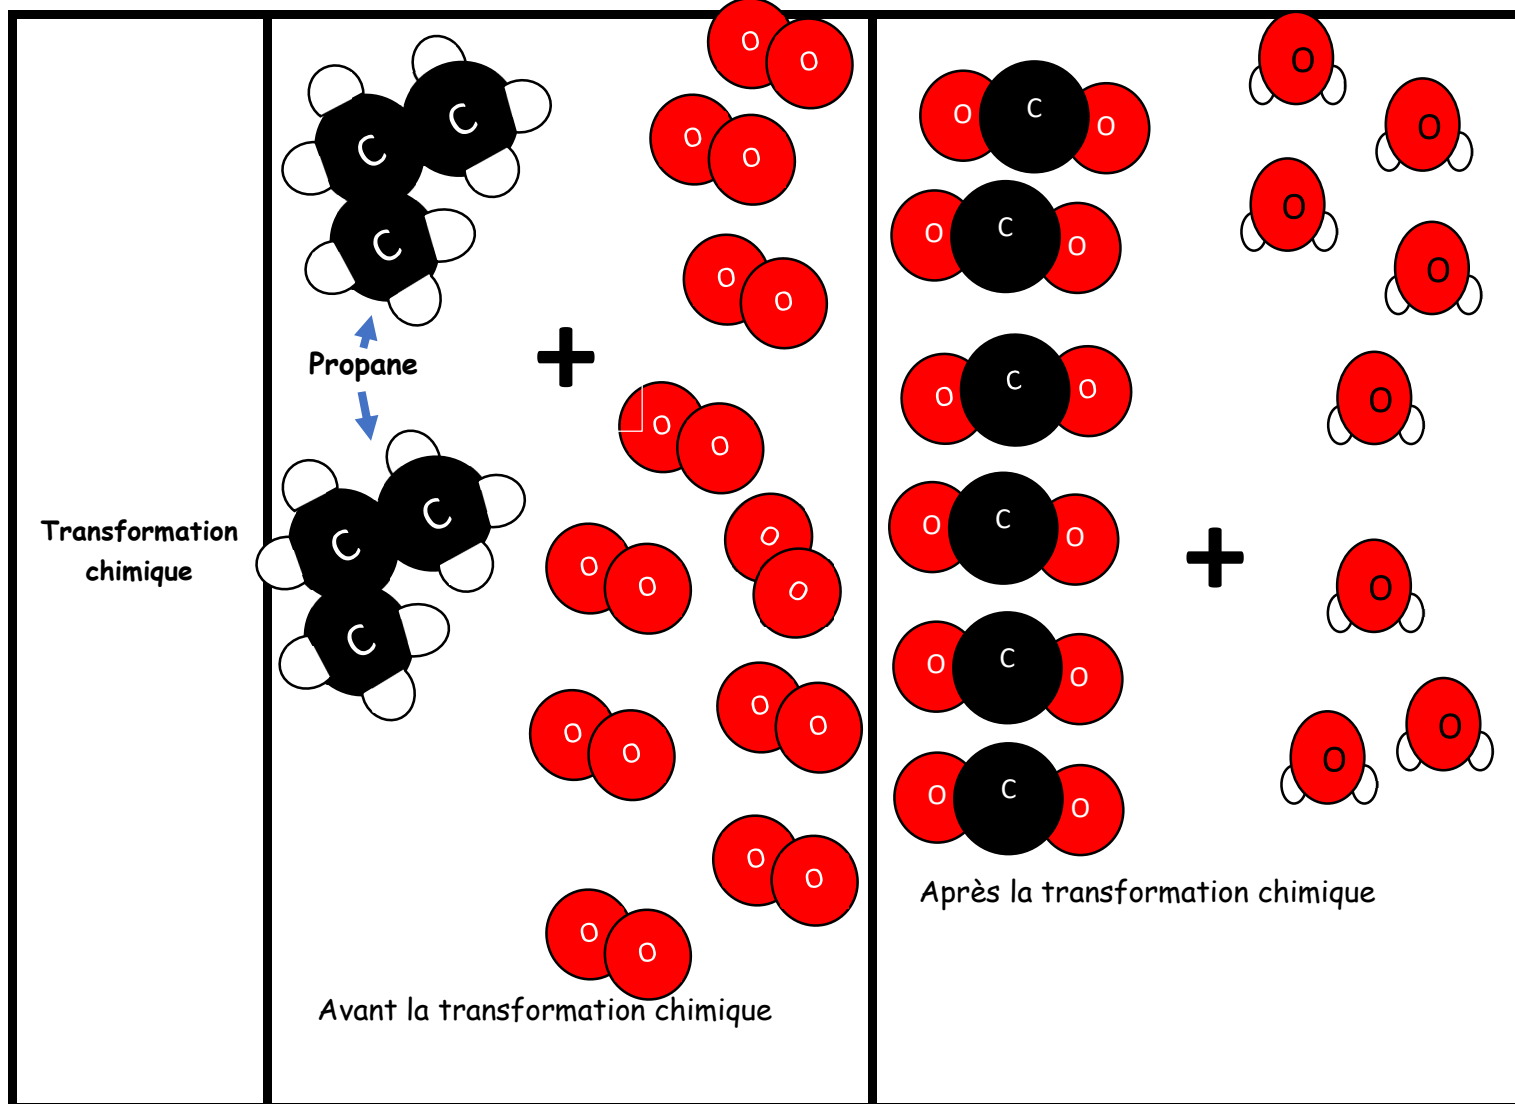 Transformation
chimique
C
C
C
Propane
C
C
C
+
O O
O O
O O
O O
O O
O O
O O
O O
O O
O O
Avant la transformation chimique
O C O
O C O
O C O
O C O
O C O
O C O
+
O
O
O
O
O
O
O
O
Après la transformation chimique